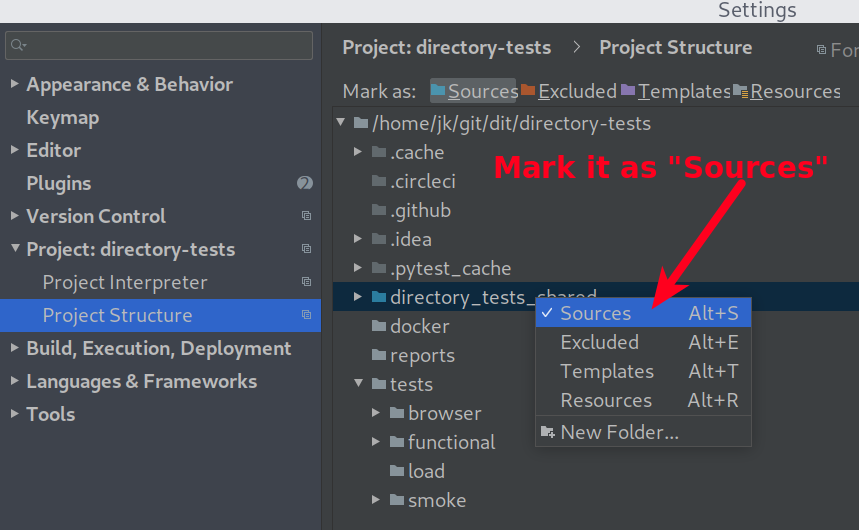 Settings
Appearance & Behavior
Keymap
Editor
Plugins 2
Version Control
Project: directory-tests
Project Interpreter
Project Structure
Build, Execution, Deployment
Languages & Frameworks
Tools
Project: directory-tests > Project Structure
Mark as: Sources Excluded Templates Resources
/home/jk/git/dit/directory-tests
.cache
.circleci
.github
.idea
.pytest_cache
directory_tests_shared
docker
reports
tests
browser
functional
load
smoke
Mark it as "Sources"
Sources Alt+S
Excluded Alt+E
Templates Alt+T
Resources Alt+R
New Folder...